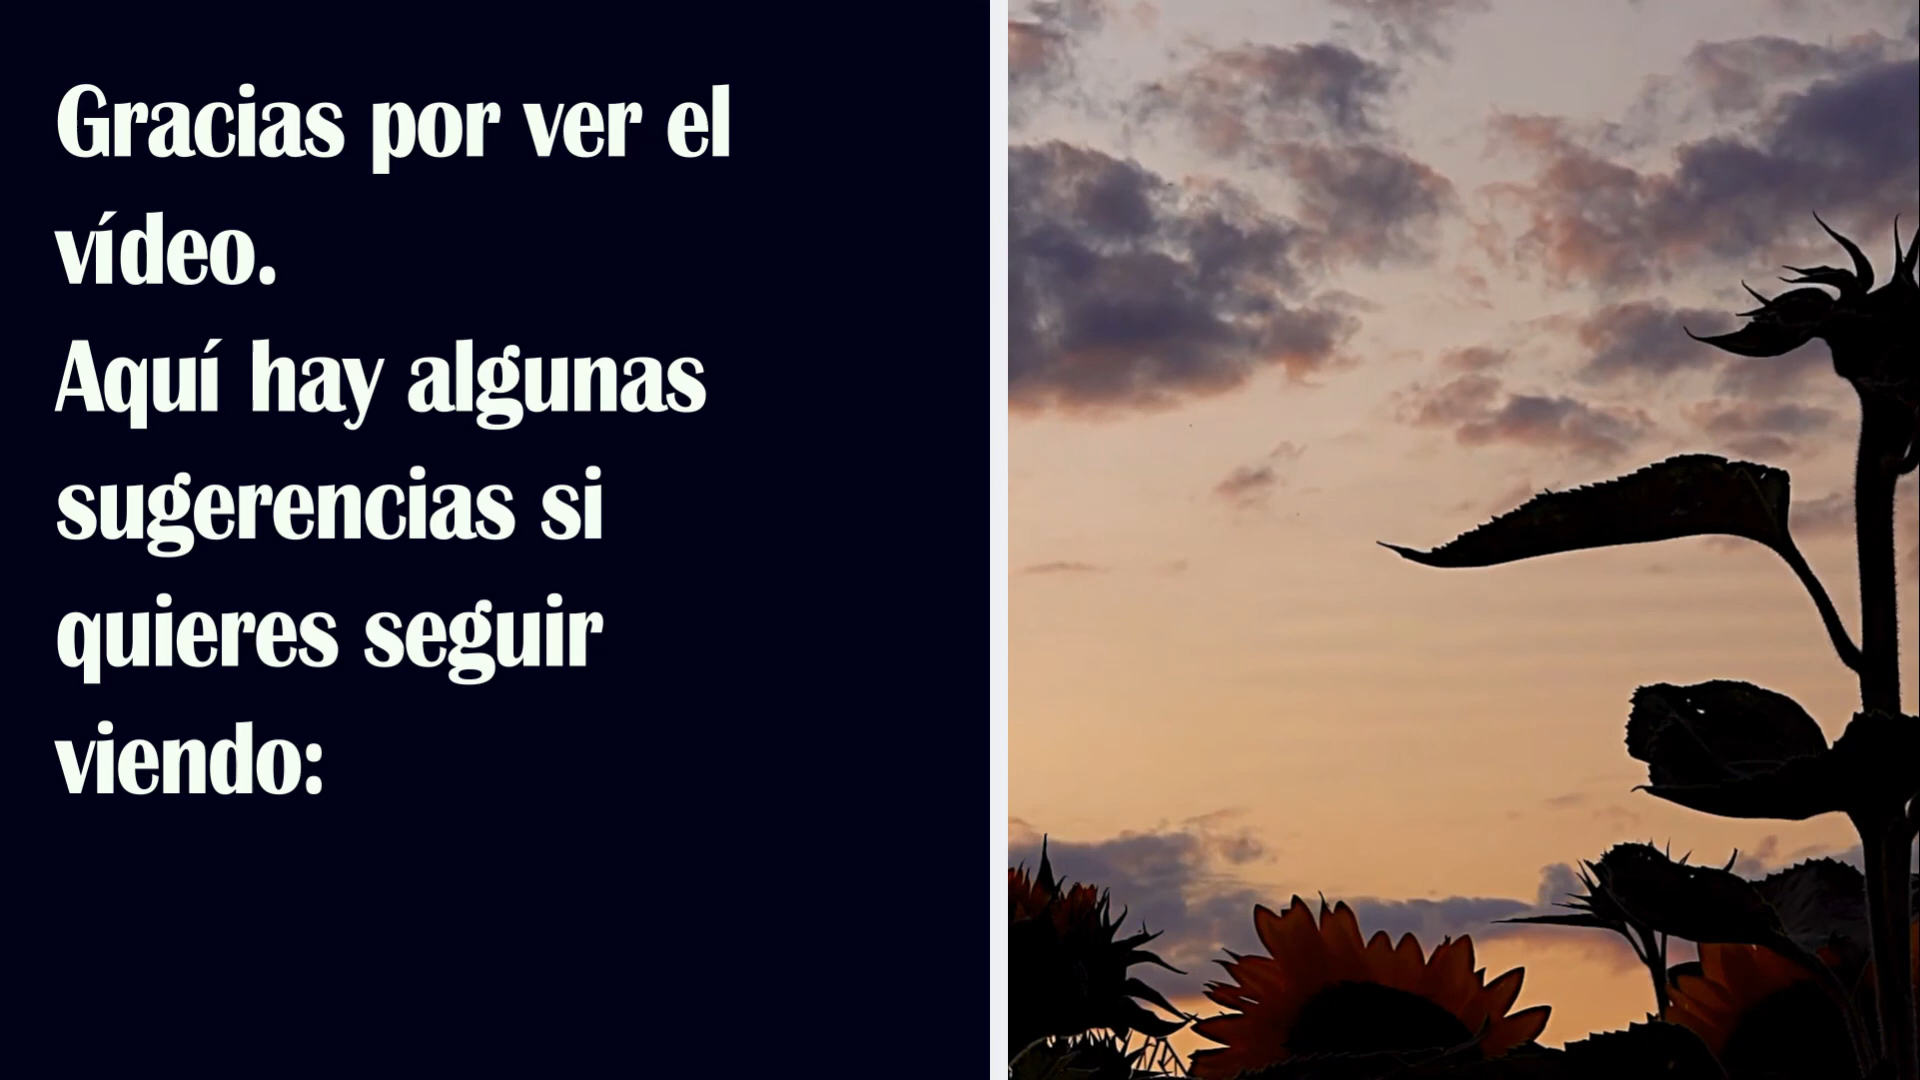 Gracias por ver el
vídeo.
Aquí hay algunas
sugerencias si
quieres seguir
viendo: